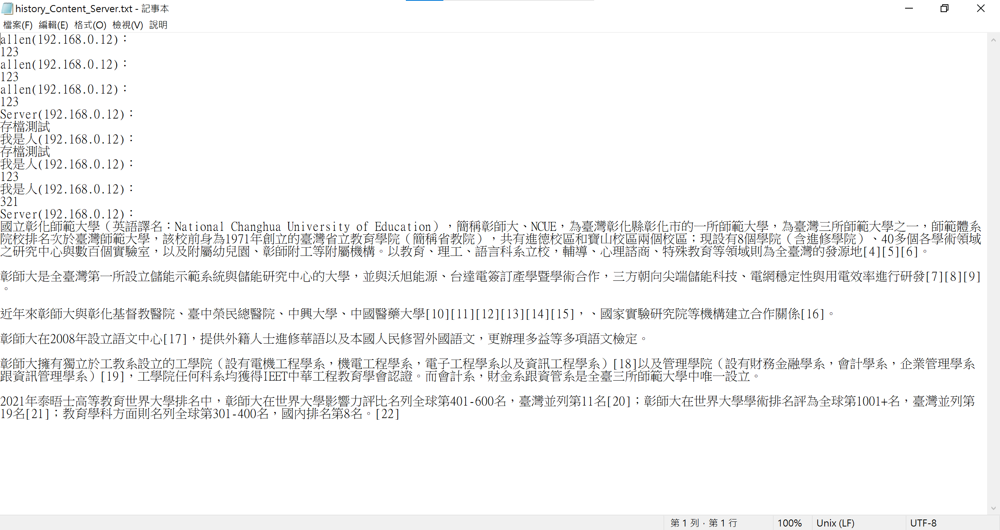 history_Content_Server.txt - 記事本
檔案(F) 編輯(E) 格式(O) 檢視(V) 說明
allen(192.168.0.12)：
123
allen(192.168.0.12)：
123
allen(192.168.0.12)：
123
Server(192.168.0.12)：
存檔測試
我是人(192.168.0.12)：
存檔測試
我是人(192.168.0.12)：
123
我是人(192.168.0.12)：
321
Server(192.168.0.12)：
國立彰化師範大學（英語譯名：National Changhua University of Education），簡稱彰師大、NCUE，為臺灣彰化縣彰化市的一所師範大學，為臺灣三所師範大學之一，師範體系
院校排名次於臺灣師範大學，該校前身為1971年創立的臺灣省立教育學院（簡稱省教院），共有進德校區和寶山校區兩個校區；現設有8個學院（含進修學院）、40多個各學術領域
之研究中心與數百個實驗室，以及附屬幼兒園、彰師附工等附屬機構。以教育、理工、語言科系立校，輔導、心理諮商、特殊教育等領域則為全臺灣的發源地[4][5][6]。
彰師大是全臺灣第一所設立儲能示範系統與儲能研究中心的大學，並與沃旭能源、台達電簽訂產學暨學術合作，三方朝向尖端儲能科技、電網穩定性與用電效率進行研發[7][8][9]
。
近年來彰師大與彰化基督教醫院、臺中榮民總醫院、中興大學、中國醫藥大學[10][11][12][13][14][15]，、國家實驗研究院等機構建立合作關係[16]。
彰師大在2008年設立語文中心[17]，提供外籍人士進修華語以及本國人民修習外國語文，更辦理多益等多項語文檢定。
彰師大擁有獨立於工教系設立的工學院（設有電機工程學系，機電工程學系，電子工程學系以及資訊工程學系）[18]以及管理學院（設有財務金融學系，會計學系，企業管理學系
跟資訊管理學系）[19]，工學院任何科系均獲得IEET中華工程教育學會認證。而會計系，財金系跟資管系是全臺三所師範大學中唯一設立。
2021年泰晤士高等教育世界大學排名中，彰師大在世界大學影響力評比名列全球第401-600名，臺灣並列第11名[20]；彰師大在世界大學學術排名評為全球第1001+名，臺灣並列第
19名[21]；教育學科方面則名列全球第301-400名，國內排名第8名。[22]
第 1 列，第 1 行 100% Unix (LF) UTF-8